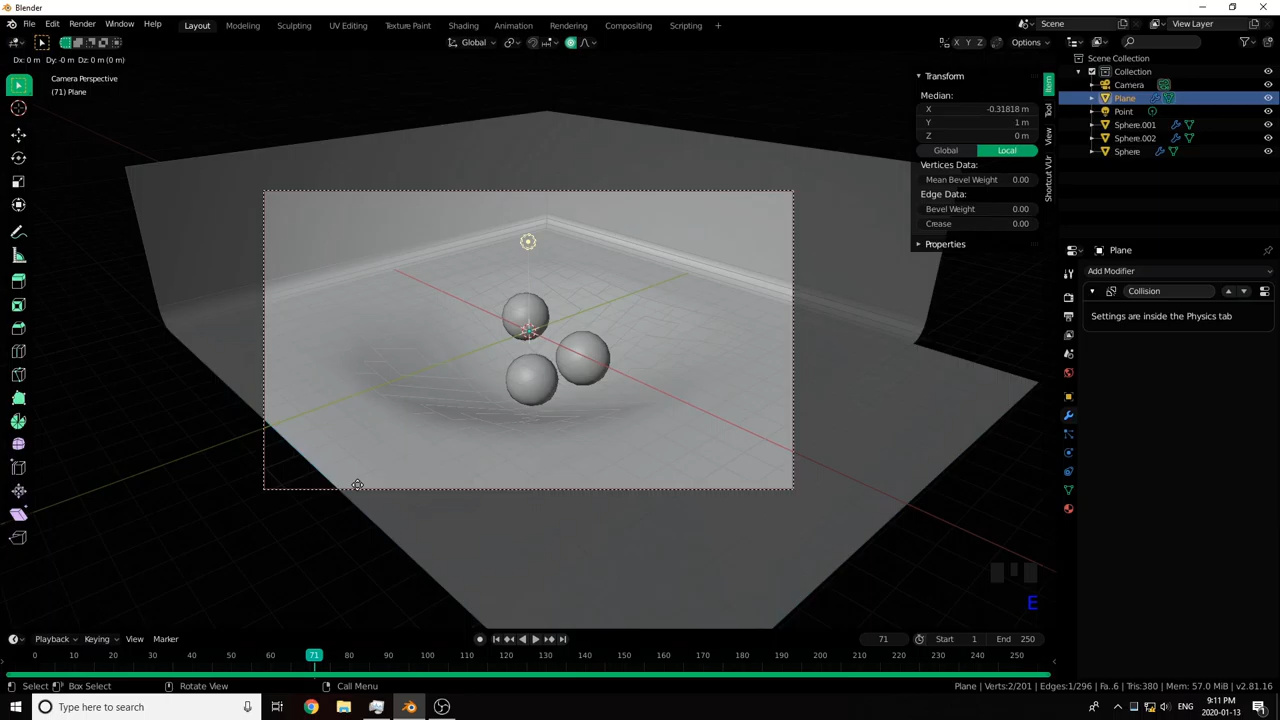 Blender
File Edit Render Window Help Layout Modeling Sculpting UV Editing Texture Paint Shading Animation Rendering Compositing Scripting + Scene View Layer
Global X Y Z Options
Dx: 0 m Dy: -0 m Dz: 0 m (0 m)
Camera Perspective
(71) Plane
Transform
Median:
X -0.31818 m
Y 1 m
Z 0 m
Global Local
Vertices Data:
Mean Bevel Weight 0.00
Edge Data:
Bevel Weight 0.00
Crease 0.00
Properties
Item
Tool
View
Shortcut VUr
Scene Collection
Collection
Camera
Plane
Point
Sphere.001
Sphere.002
Sphere
Plane
Add Modifier
Collision
Settings are inside the Physics tab
E
Playback Keying View Marker 71 Start 1 End 250
0 10 20 30 40 50 60 71 80 90 100 110 120 130 140 150 160 170 180 190 200 210 220 230 240 250
Select Box Select Rotate View Call Menu Plane | Verts:2/201 | Edges:1/296 | Fa..6 | Tris:380 | Mem: 57.0 MiB | v2.81.16
Type here to search ENG 9:11 PM 2020-01-13